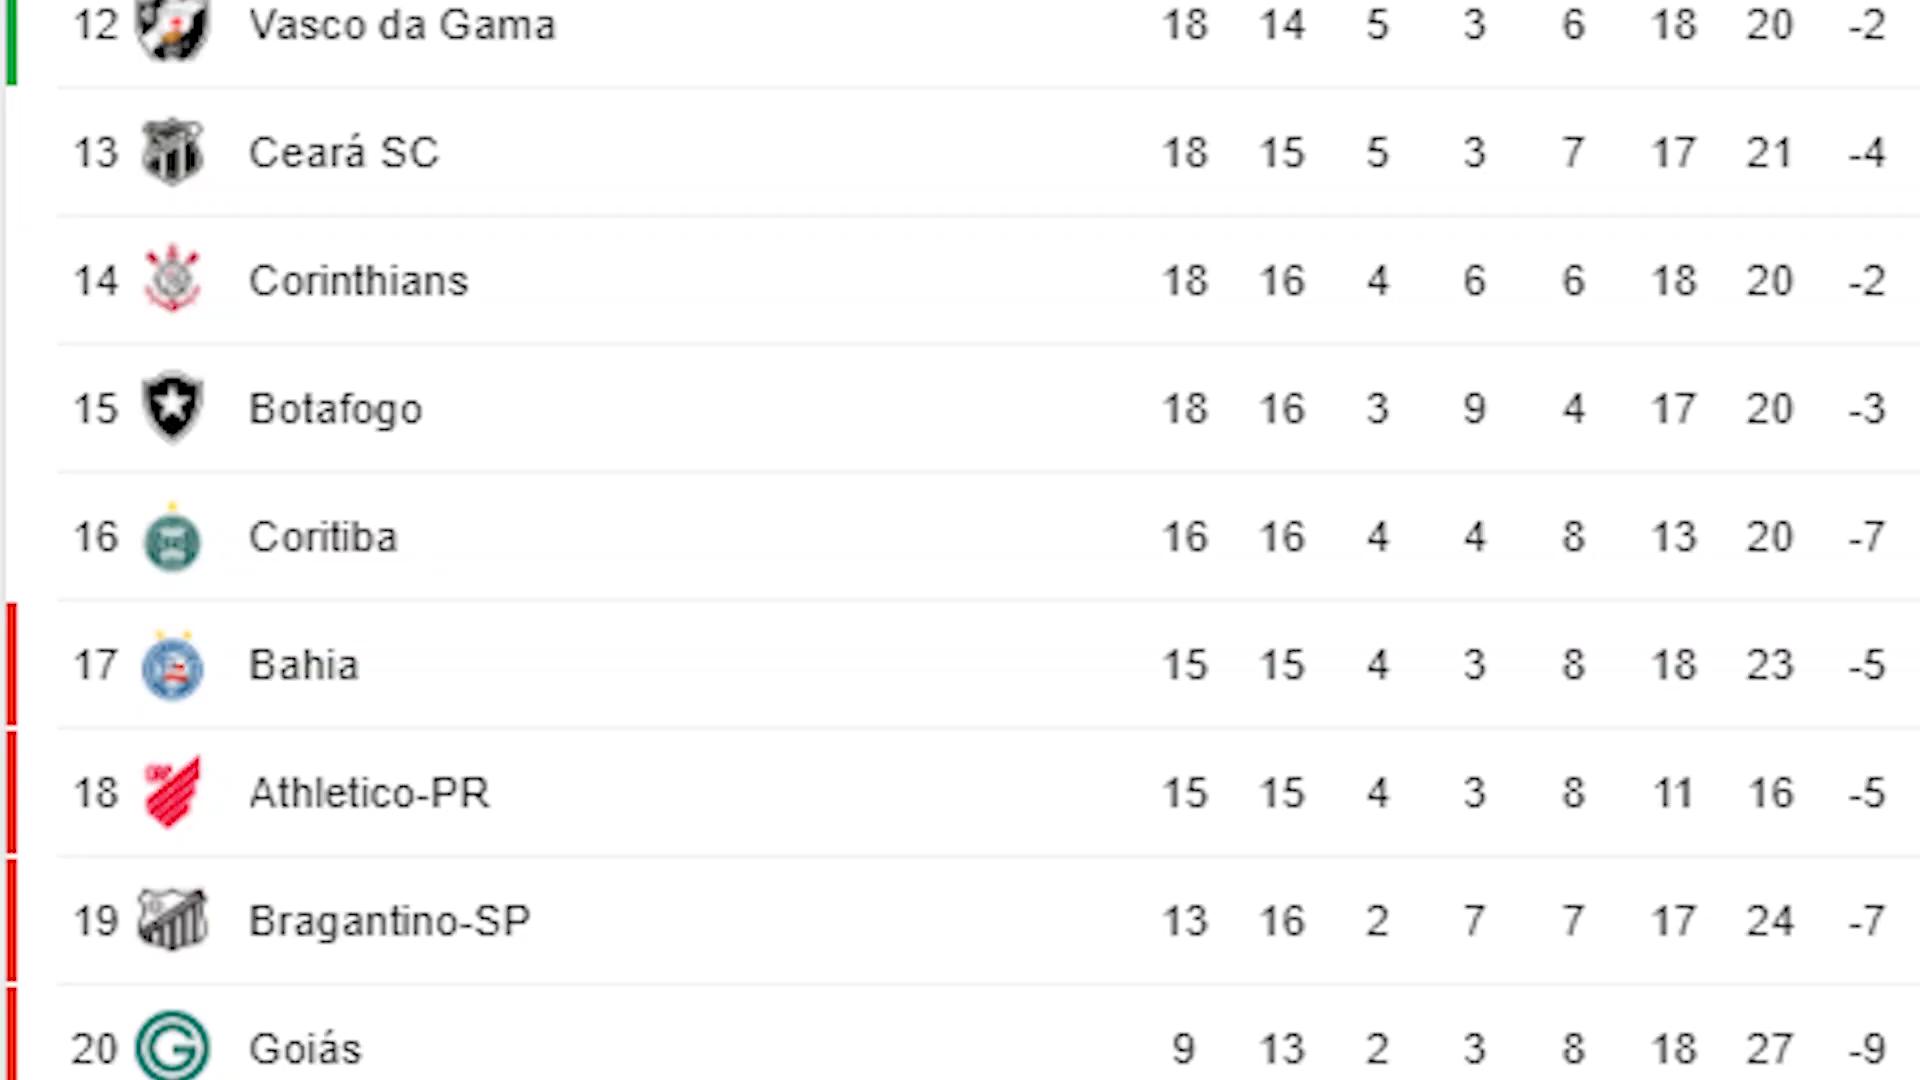 12 Vasco da Gama 18 14 5 3 6 18 20 -2
13 Ceará SC 18 15 5 3 7 17 21 -4
14 Corinthians 18 16 4 6 6 18 20 -2
15 Botafogo 18 16 3 9 4 17 20 -3
16 Coritiba 16 16 4 4 8 13 20 -7
17 Bahia 15 15 4 3 8 18 23 -5
18 Athletico-PR 15 15 4 3 8 11 16 -5
19 Bragantino-SP 13 16 2 7 7 17 24 -7
20 Goiás 9 13 2 3 8 18 27 -9